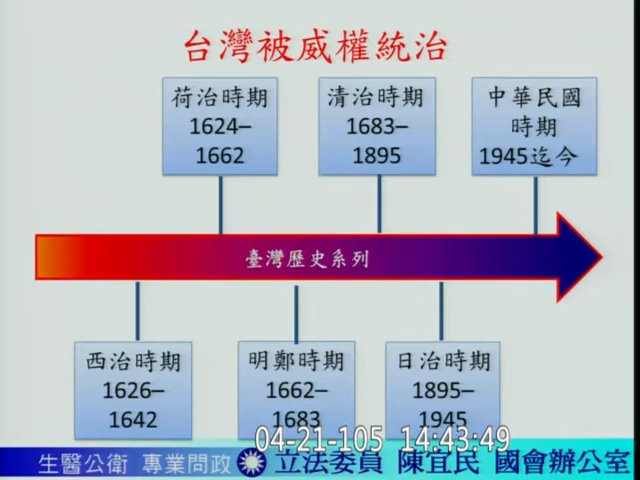 台灣被威權統治
荷治時期
1624–
1662
清治時期
1683–
1895
中華民國
時期
1945迄今
臺灣歷史系列
西治時期
1626–
1642
明鄭時期
1662–
1683
日治時期
1895–
1945
04-21-105 14:43:49
生醫公衛 專業問政 立法委員 陳宜民 國會辦公室